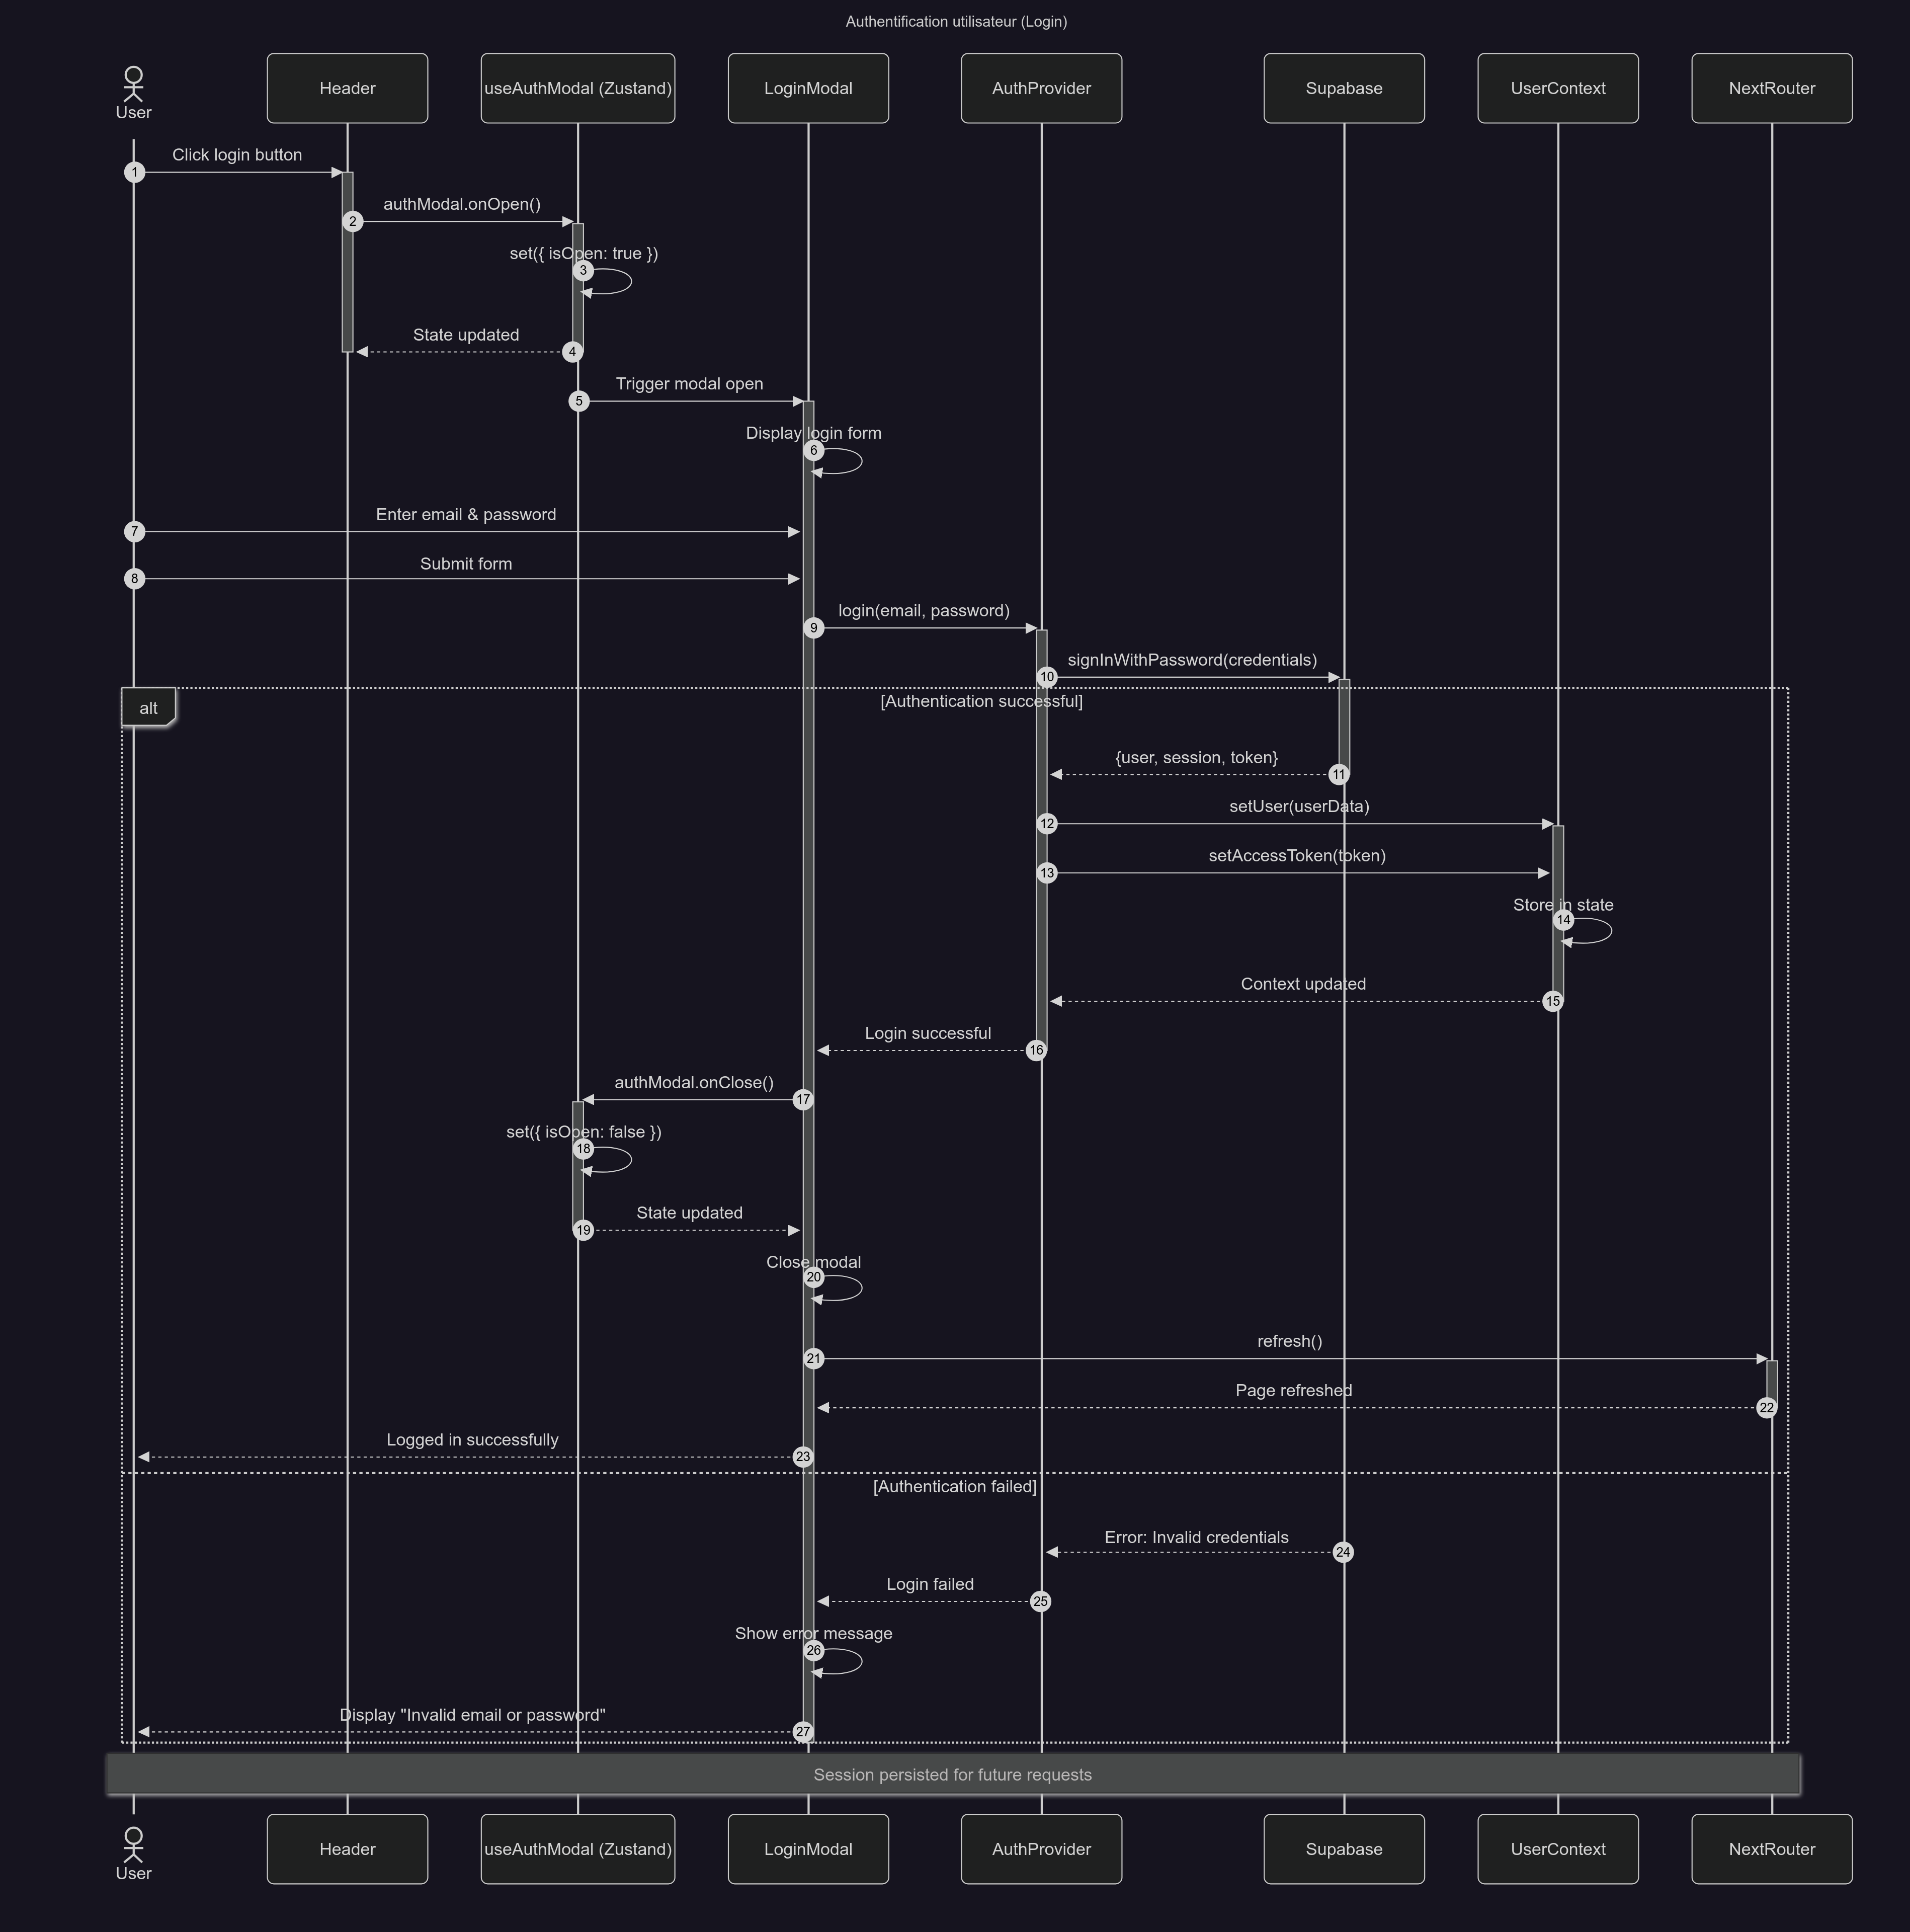 Authentification utilisateur (Login)
User
Header
useAuthModal (Zustand)
LoginModal
AuthProvider
Supabase
UserContext
NextRouter
Click login button
1
authModal.onOpen()
2
set({ isOpen: true })
3
State updated
4
Trigger modal open
5
Display login form
6
Enter email & password
7
Submit form
8
login(email, password)
9
signInWithPassword(credentials)
10
alt
[Authentication successful]
{user, session, token}
11
setUser(userData)
12
setAccessToken(token)
13
Store in state
14
Context updated
15
Login successful
16
authModal.onClose()
17
set({ isOpen: false })
18
State updated
19
Close modal
20
refresh()
21
Page refreshed
22
Logged in successfully
23
[Authentication failed]
Error: Invalid credentials
24
Login failed
25
Show error message
26
Display "Invalid email or password"
27
Session persisted for future requests
User
Header
useAuthModal (Zustand)
LoginModal
AuthProvider
Supabase
UserContext
NextRouter